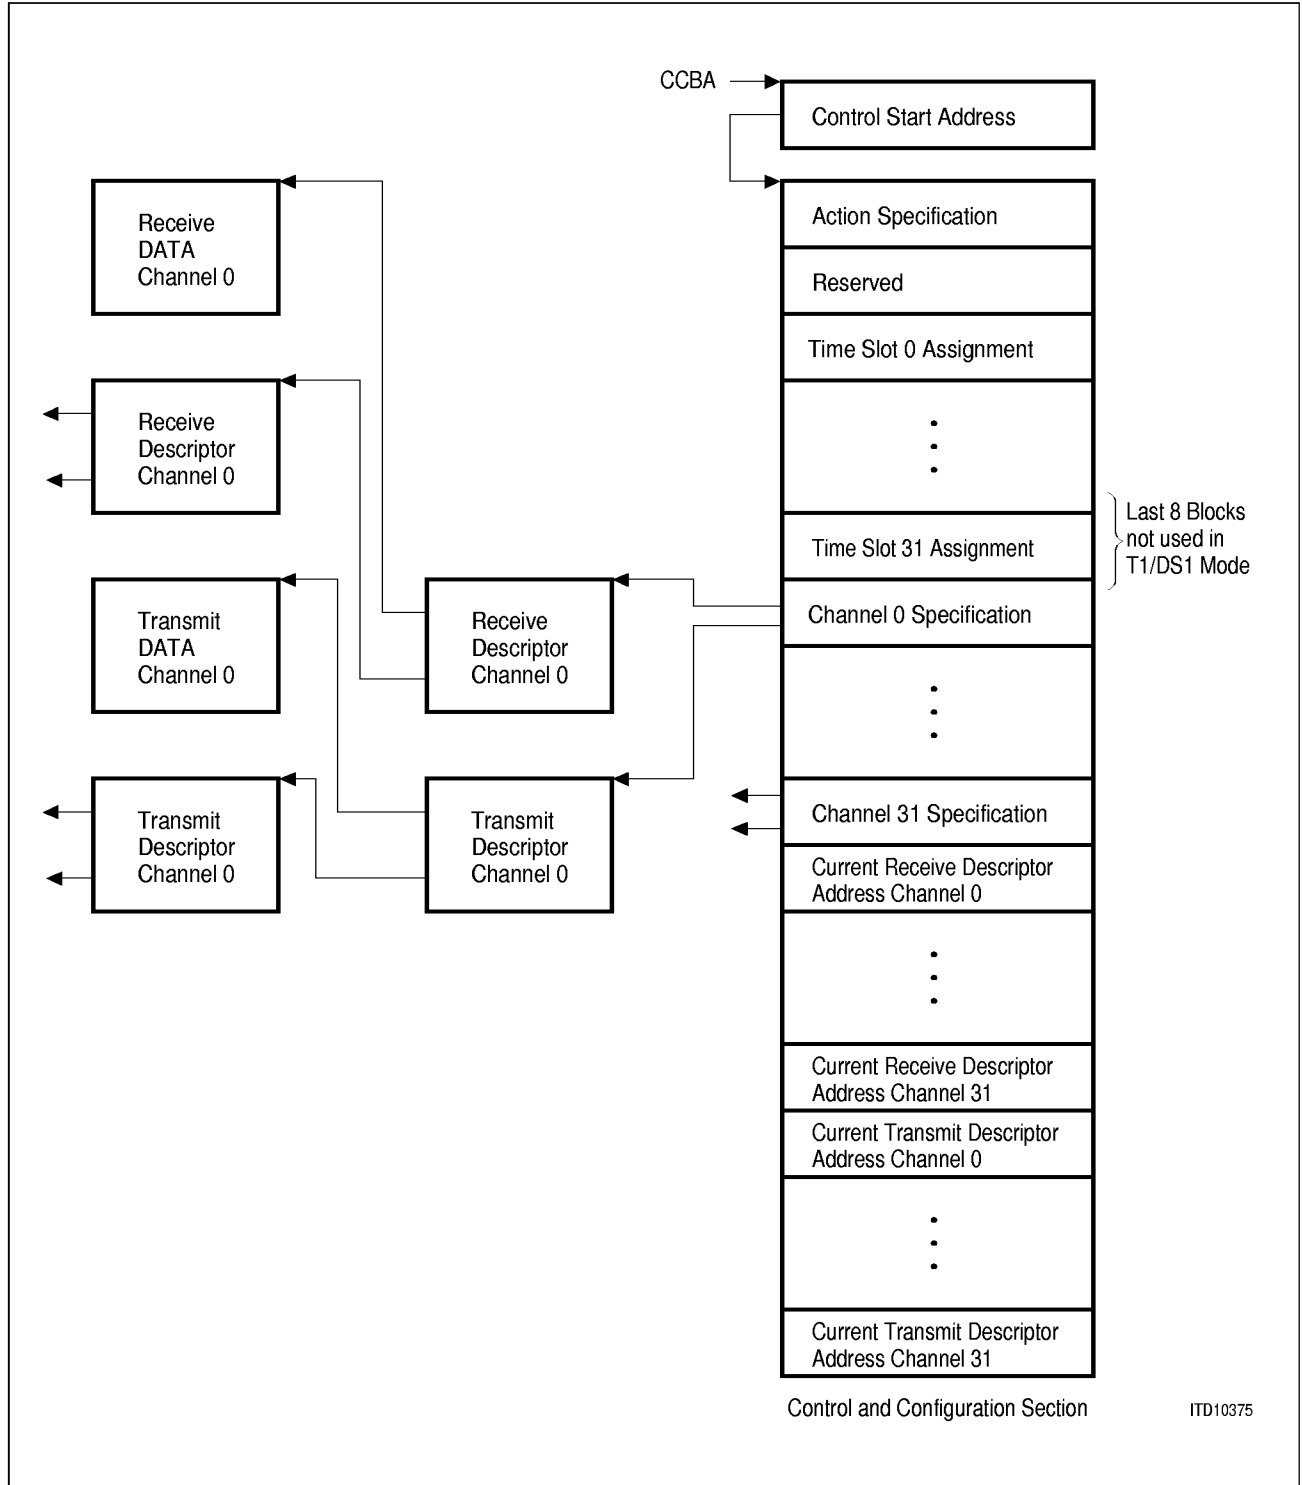 CCBA
Control Start Address
Action Specification
Reserved
Time Slot 0 Assignment
Time Slot 31 Assignment
Last 8 Blocks
not used in
T1/DS1 Mode
Channel 0 Specification
Channel 31 Specification
Current Receive Descriptor
Address Channel 0
Current Receive Descriptor
Address Channel 31
Current Transmit Descriptor
Address Channel 0
Current Transmit Descriptor
Address Channel 31
Receive
DATA
Channel 0
Receive
Descriptor
Channel 0
Transmit
DATA
Channel 0
Transmit
Descriptor
Channel 0
Receive
Descriptor
Channel 0
Transmit
Descriptor
Channel 0
Control and Configuration Section
ITD10375